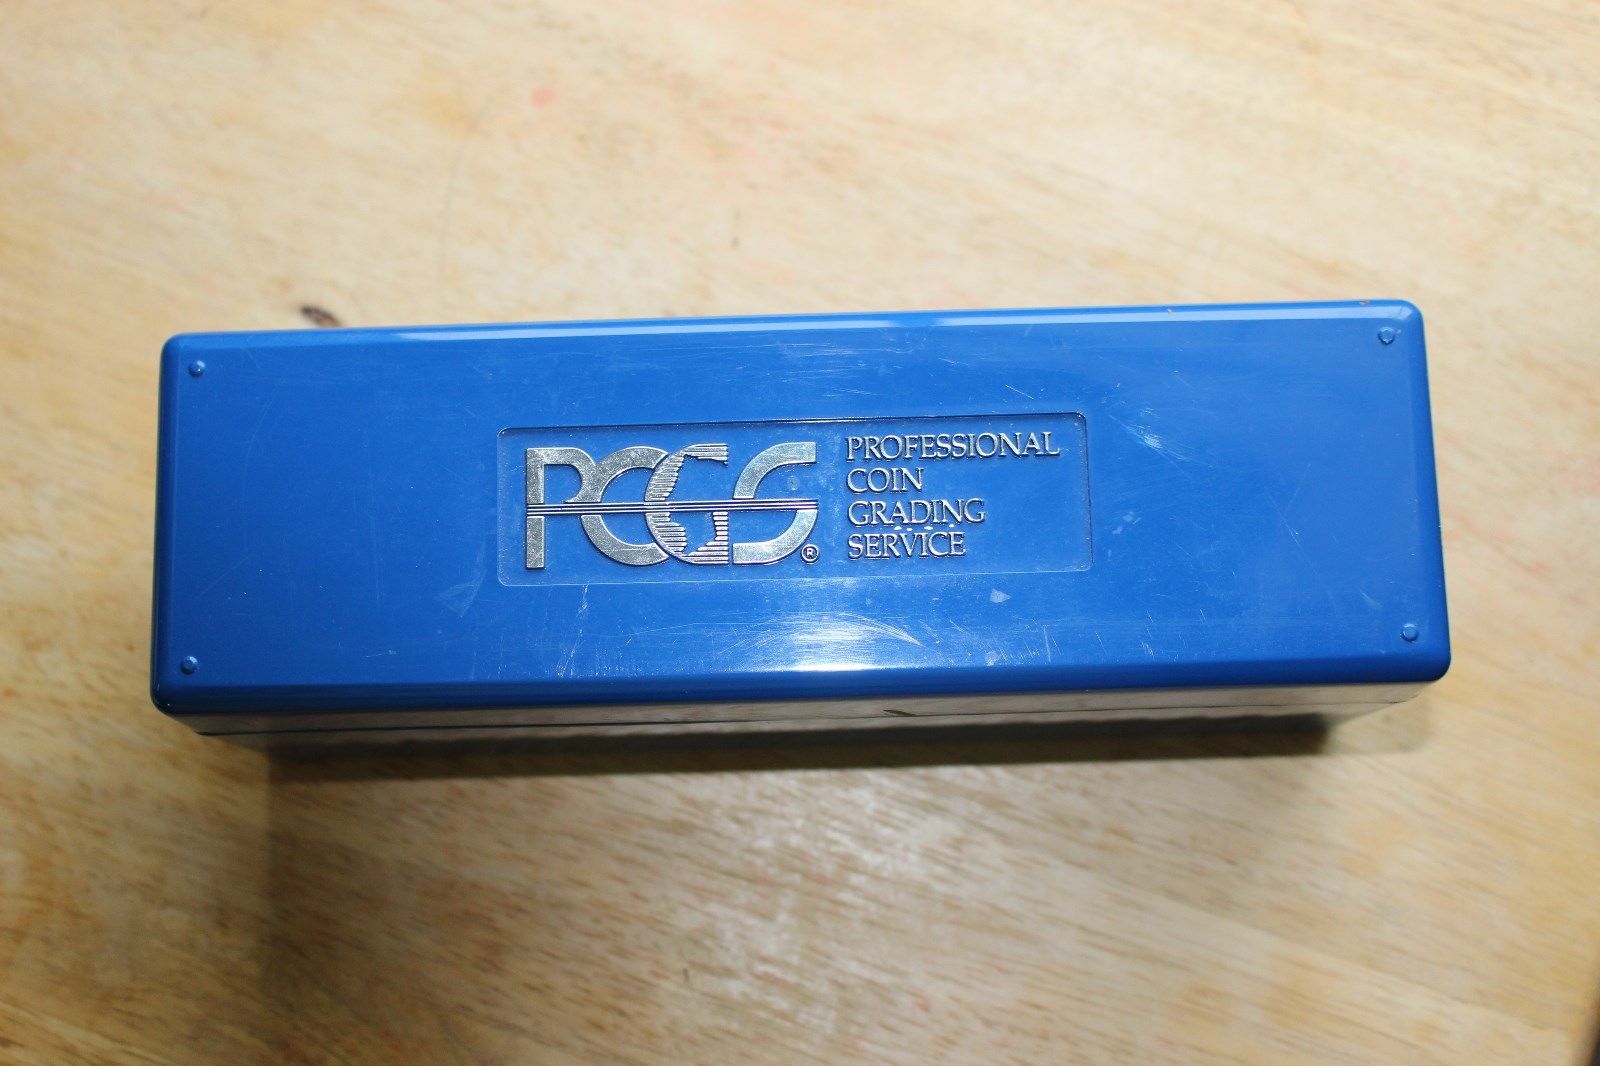 PCGS®
PROFESSIONAL
COIN
GRADING
SERVICE